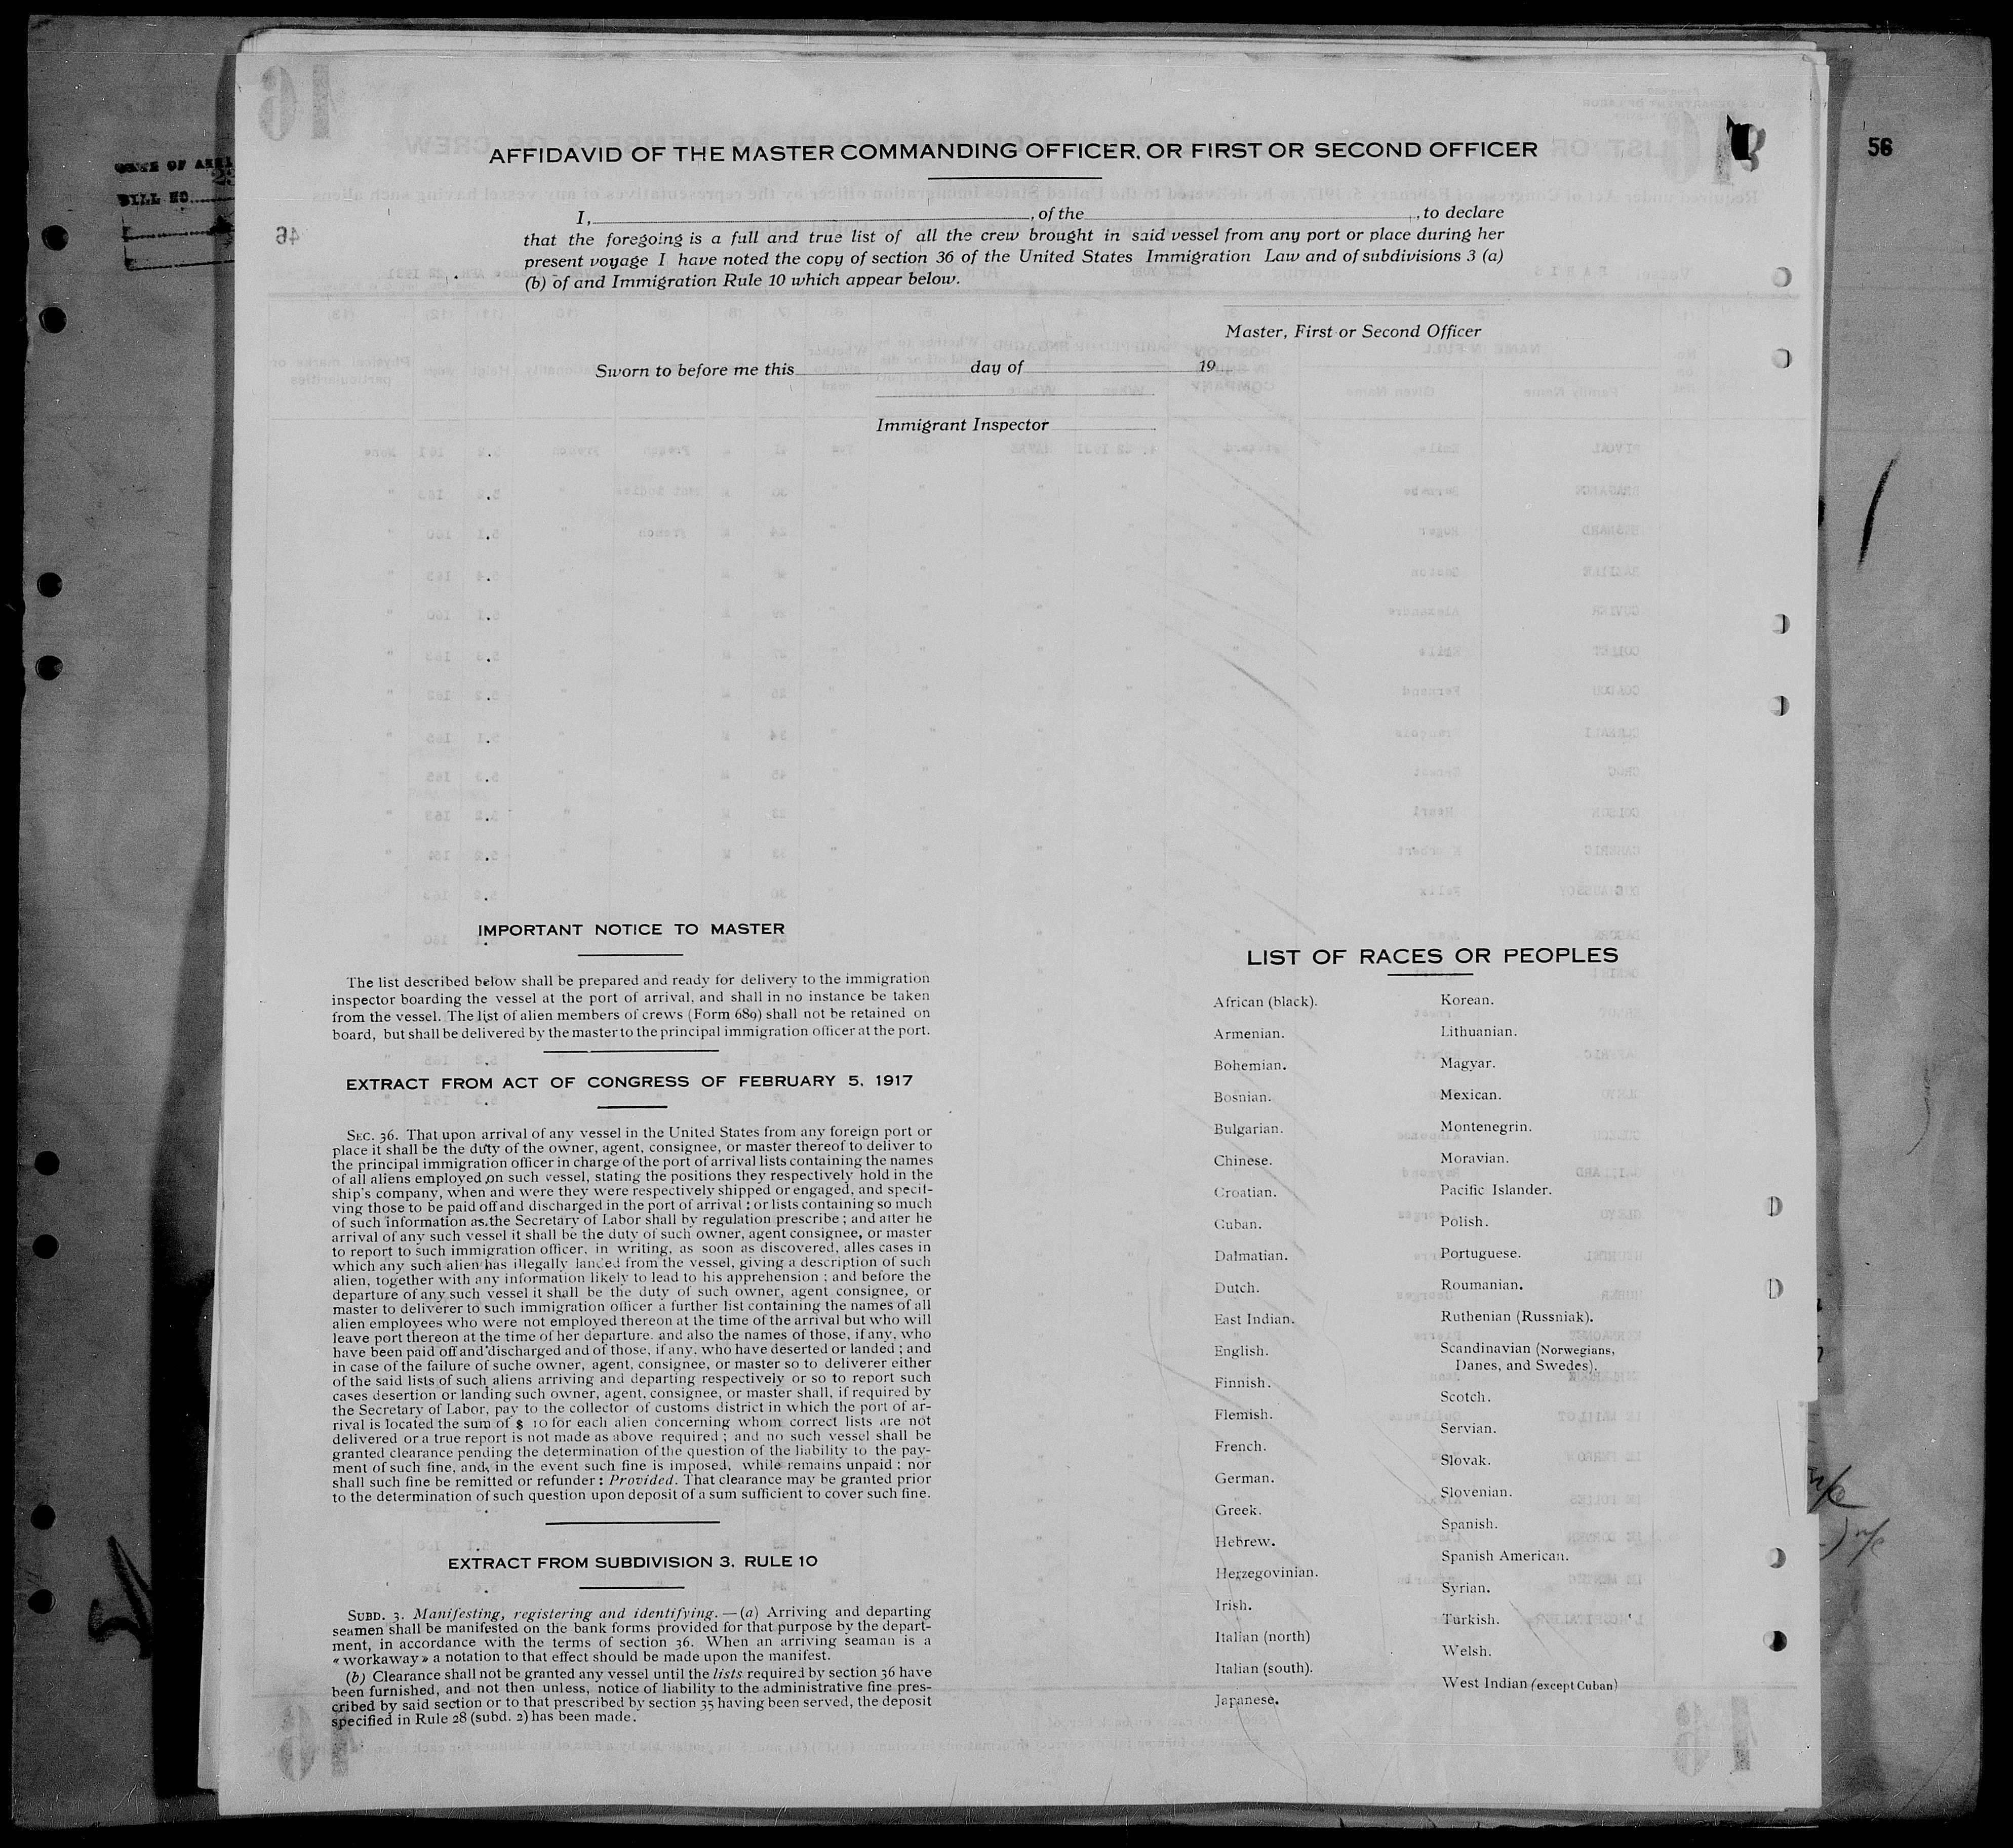 56
AFFIDAVID OF THE MASTER COMMANDING OFFICER, OR FIRST OR SECOND OFFICER
I, , of the , to declare
that the foregoing is a full and true list of all the crew brought in said vessel from any port or place during her
present voyage I have noted the copy of section 36 of the United States Immigration Law and of subdivisions 3 (a)
(b) of and Immigration Rule 10 which appear below.
Master, First or Second Officer
Sworn to before me this day of 19
Immigrant Inspector
IMPORTANT NOTICE TO MASTER
The list described below shall be prepared and ready for delivery to the immigration
inspector boarding the vessel at the port of arrival, and shall in no instance be taken
from the vessel. The list of alien members of crews (Form 689) shall not be retained on
board, but shall be delivered by the master to the principal immigration officer at the port.
EXTRACT FROM ACT OF CONGRESS OF FEBRUARY 5, 1917
SEC. 36. That upon arrival of any vessel in the United States from any foreign port or
place it shall be the duty of the owner, agent, consignee, or master thereof to deliver to
the principal immigration officer in charge of the port of arrival lists containing the names
of all aliens employed on such vessel, stating the positions they respectively hold in the
ship's company, when and were they were respectively shipped or engaged, and specit-
ving those to be paid off and discharged in the port of arrival ; or lists containing so much
of such information as the Secretary of Labor shall by regulation prescribe ; and atter he
arrival of any such vessel it shall be the duty of such owner, agent consignee, or master
to report to such immigration officer, in writing, as soon as discovered, alles cases in
which any such alien has illegally landed from the vessel, giving a description of such
alien, together with any information likely to lead to his apprehension ; and before the
departure of any such vessel it shall be the duty of such owner, agent consignee, or
master to deliverer to such immigration officer a further list containing the names of all
alien employees who were not employed thereon at the time of the arrival but who will
leave port thereon at the time of her departure. and also the names of those, if any, who
have been paid off and discharged and of those, if any, who have deserted or landed ; and
in case of the failure of suche owner, agent, consignee, or master so to deliverer either
of the said lists of such aliens arriving and departing respectively or so to report such
cases desertion or landing such owner, agent, consignee, or master shall, if required by
the Secretary of Labor, pay to the collector of customs district in which the port of ar-
rival is located the sum of $ 10 for each alien concerning whom correct lists are not
delivered or a true report is not made as above required ; and no such vessel shall be
granted clearance pending the determination of the question of the liability to the pay-
ment of such fine, and, in the event such fine is imposed, while remains unpaid ; nor
shall such fine be remitted or refunder : Provided. That clearance may be granted prior
to the determination of such question upon deposit of a sum sufficient to cover such fine.
EXTRACT FROM SUBDIVISION 3, RULE 10
SUBD. 3. Manifesting, registering and identifying. — (a) Arriving and departing
seamen shall be manifested on the bank forms provided for that purpose by the depart-
ment, in accordance with the terms of section 36. When an arriving seaman is a
« workaway » a notation to that effect should be made upon the manifest.
(b) Clearance shall not be granted any vessel until the lists required by section 36 have
been furnished, and not then unless, notice of liability to the administrative fine pres-
cribed by said section or to that prescribed by section 35 having been served, the deposit
specified in Rule 28 (subd. 2) has been made.
LIST OF RACES OR PEOPLES
African (black).
Armenian.
Bohemian.
Bosnian.
Bulgarian.
Chinese.
Croatian.
Cuban.
Dalmatian.
Dutch.
East Indian.
English.
Finnish.
Flemish.
French.
German.
Greek.
Hebrew.
Herzegovinian.
Irish.
Italian (north)
Italian (south).
Japanese.
Korean.
Lithuanian.
Magyar.
Mexican.
Montenegrin.
Moravian.
Pacific Islander.
Polish.
Portuguese.
Roumanian.
Ruthenian (Russniak).
Scandinavian (Norwegians,
Danes, and Swedes).
Scotch.
Servian.
Slovak.
Slovenian.
Spanish.
Spanish American.
Syrian.
Turkish.
Welsh.
West Indian (except Cuban)